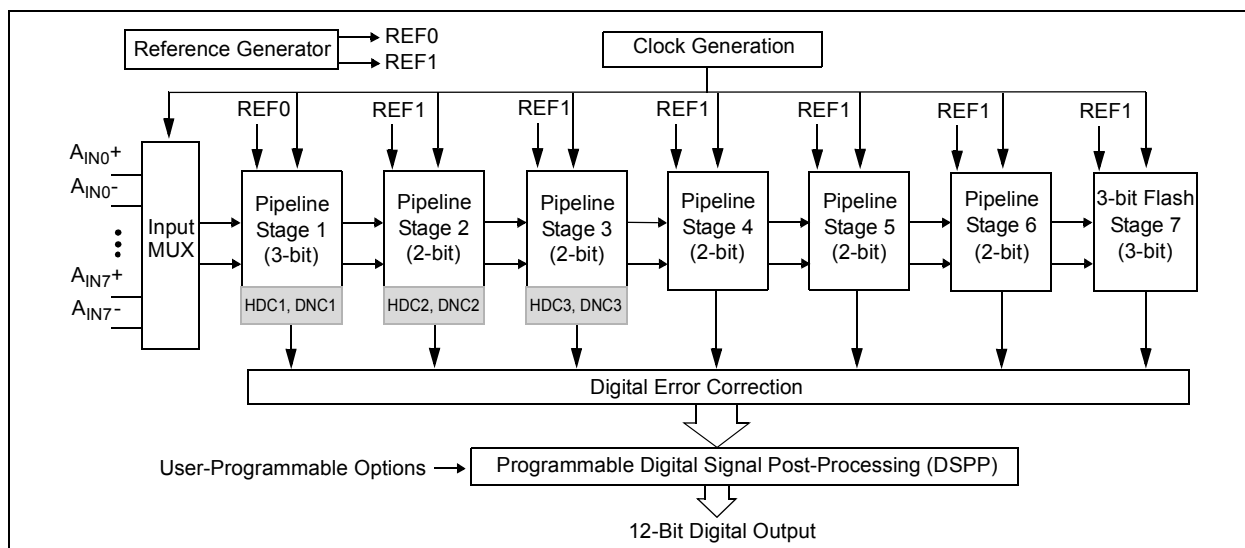 Reference Generator
REF0
REF1
Clock Generation
REF0
REF1
REF1
REF1
REF1
REF1
REF1
AIN0+
AIN0-
AIN7+
AIN7-
Input
MUX
Pipeline
Stage 1
(3-bit)
HDC1, DNC1
Pipeline
Stage 2
(2-bit)
HDC2, DNC2
Pipeline
Stage 3
(2-bit)
HDC3, DNC3
Pipeline
Stage 4
(2-bit)
Pipeline
Stage 5
(2-bit)
Pipeline
Stage 6
(2-bit)
3-bit Flash
Stage 7
(3-bit)
Digital Error Correction
User-Programmable Options
Programmable Digital Signal Post-Processing (DSPP)
12-Bit Digital Output